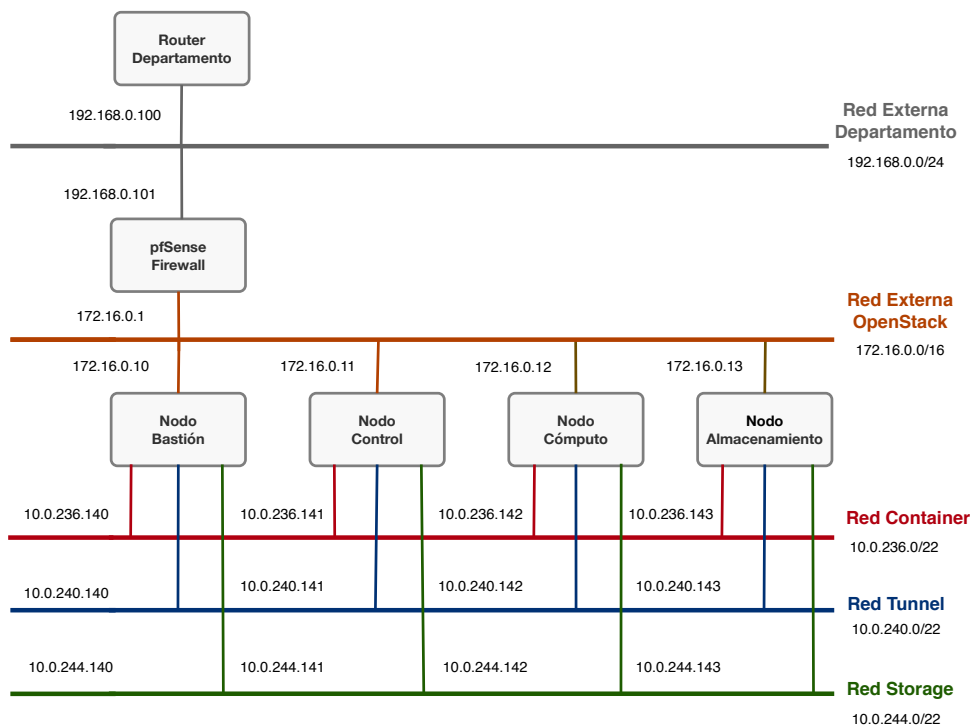 Router
Departamento
192.168.0.100
Red Externa
Departamento
192.168.0.0/24
192.168.0.101
pfSense
Firewall
172.16.0.1
Red Externa
OpenStack
172.16.0.0/16
172.16.0.10
172.16.0.11
172.16.0.12
172.16.0.13
Nodo
Bastión
Nodo
Control
Nodo
Cómputo
Nodo
Almacenamiento
10.0.236.140
10.0.236.141
10.0.236.142
10.0.236.143
Red Container
10.0.236.0/22
10.0.240.140
10.0.240.141
10.0.240.142
10.0.240.143
Red Tunnel
10.0.240.0/22
10.0.244.140
10.0.244.141
10.0.244.142
10.0.244.143
Red Storage
10.0.244.0/22